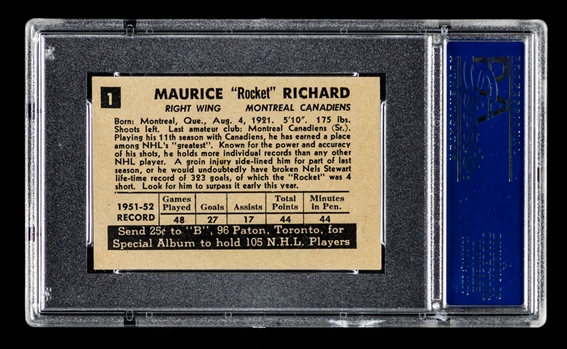 1
MAURICE "Rocket" RICHARD
RIGHT WING MONTREAL CANADIENS
Born: Montreal, Que., Aug. 4, 1921. 5'10". 175 lbs.
Shoots left. Last amateur club: Montreal Canadiens (Sr.).
Playing his 11th season with Canadiens, he has earned a place
among NHL's "greatest". Known for the power and accuracy
of his shots, he holds more individual records than any other
NHL player. A groin injury side-lined him for part of last
season, or he would undoubtedly have broken Nels Stewart
life-time record of 323 goals, of which the "Rocket" was 4
short. Look for him to surpass it early this year.
1951-52 RECORD
Games Played Goals Assists Total Points Minutes in Pen.
48 27 17 44 44
Send 25¢ to "B", 96 Paton, Toronto, for
Special Album to hold 105 N.H.L. Players
PSA